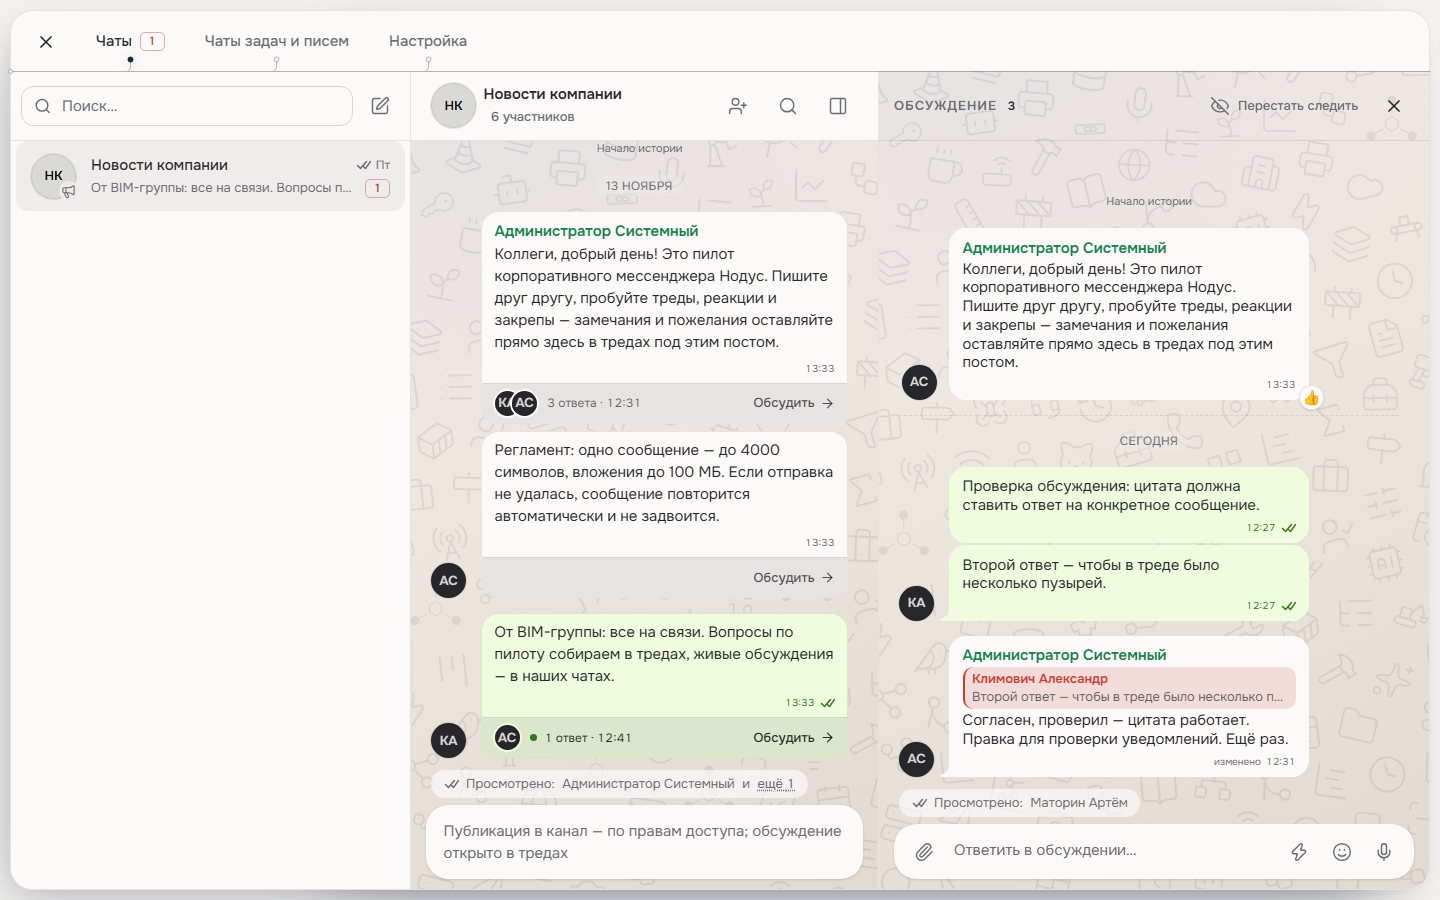 Чаты 1 Чаты задач и писем Настройка
Поиск...
НК
Новости компании
Пт
От BIM-группы: все на связи. Вопросы п...
1
НК
Новости компании
6 участников
Начало истории
13 НОЯБРЯ
Администратор Системный
Коллеги, добрый день! Это пилот
корпоративного мессенджера Нодус. Пишите
друг другу, пробуйте треды, реакции и
закрепы — замечания и пожелания оставляйте
прямо здесь в тредах под этим постом.
13:33
АС 3 ответа · 12:31 Обсудить
Регламент: одно сообщение — до 4000
символов, вложения до 100 МБ. Если отправка
не удалась, сообщение повторится
автоматически и не задвоится.
13:33
АС
Обсудить
От BIM-группы: все на связи. Вопросы по
пилоту собираем в тредах, живые обсуждения
— в наших чатах.
13:33
КА
АС 1 ответ · 12:41 Обсудить
Просмотрено: Администратор Системный и ещё 1
Публикация в канал — по правам доступа; обсуждение
открыто в тредах
ОБСУЖДЕНИЕ 3
Перестать следить
Начало истории
Администратор Системный
Коллеги, добрый день! Это пилот
корпоративного мессенджера Нодус.
Пишите друг другу, пробуйте треды, реакции
и закрепы — замечания и пожелания
оставляйте прямо здесь в тредах под этим
постом.
13:33
АС
СЕГОДНЯ
Проверка обсуждения: цитата должна
ставить ответ на конкретное сообщение.
12:27
Второй ответ — чтобы в треде было
несколько пузырей.
12:27
КА
Администратор Системный
Климович Александр
Второй ответ — чтобы в треде было несколько п...
Согласен, проверил — цитата работает.
Правка для проверки уведомлений. Ещё раз.
изменено 12:31
АС
Просмотрено: Маторин Артём
Ответить в обсуждении...